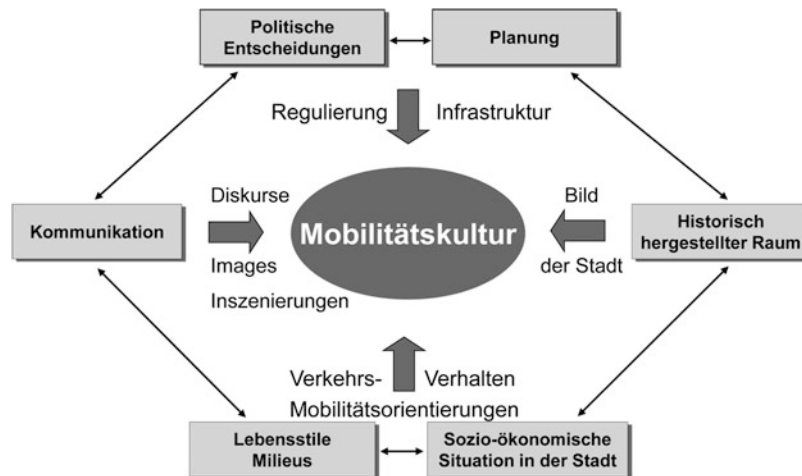 Politische
Entscheidungen
Planung
Regulierung
Infrastruktur
Kommunikation
Diskurse
Images
Inszenierungen
Mobilitätskultur
Bild
der Stadt
Historisch
hergestellter Raum
Verkehrs-
Verhalten
Mobilitätsorientierungen
Lebensstile
Milieus
Sozio-ökonomische
Situation in der Stadt